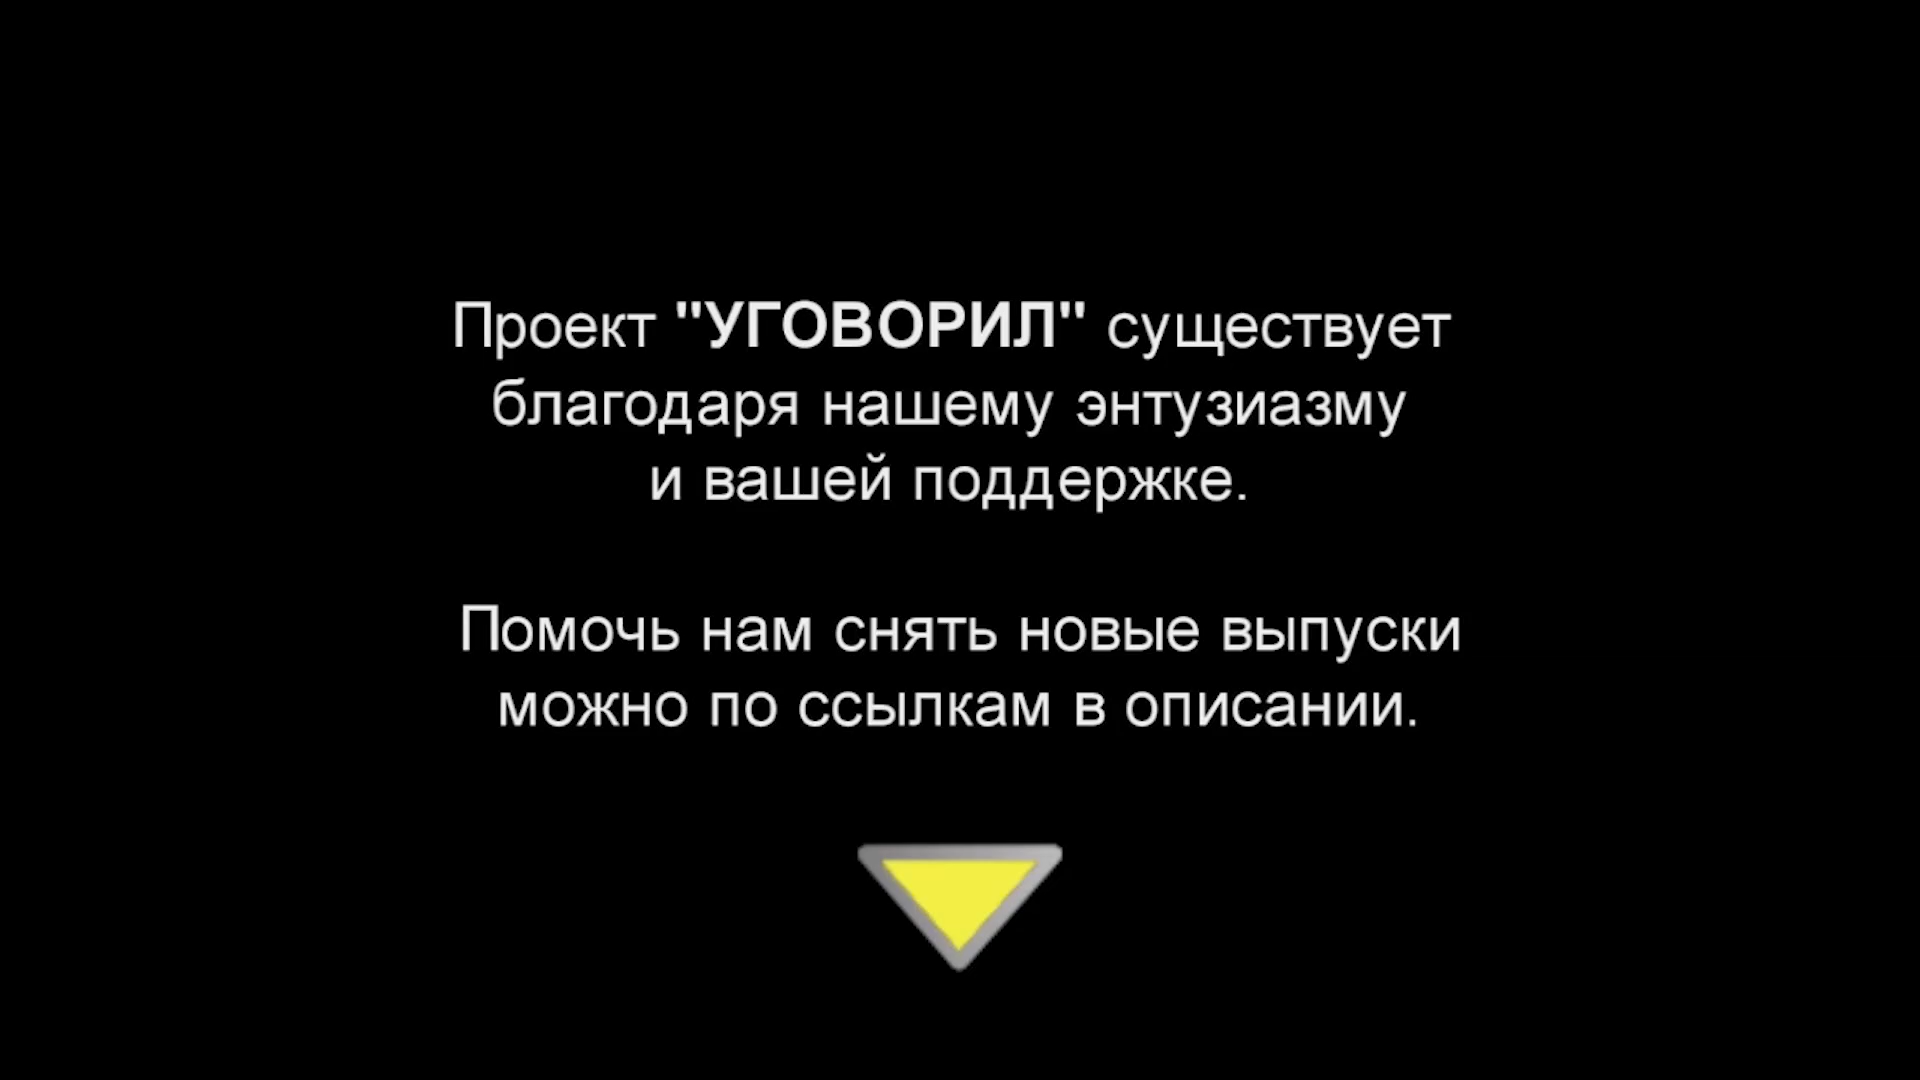 Проект "УГОВОРИЛ" существует
благодаря нашему энтузиазму
и вашей поддержке.
Помочь нам снять новые выпуски
можно по ссылкам в описании.